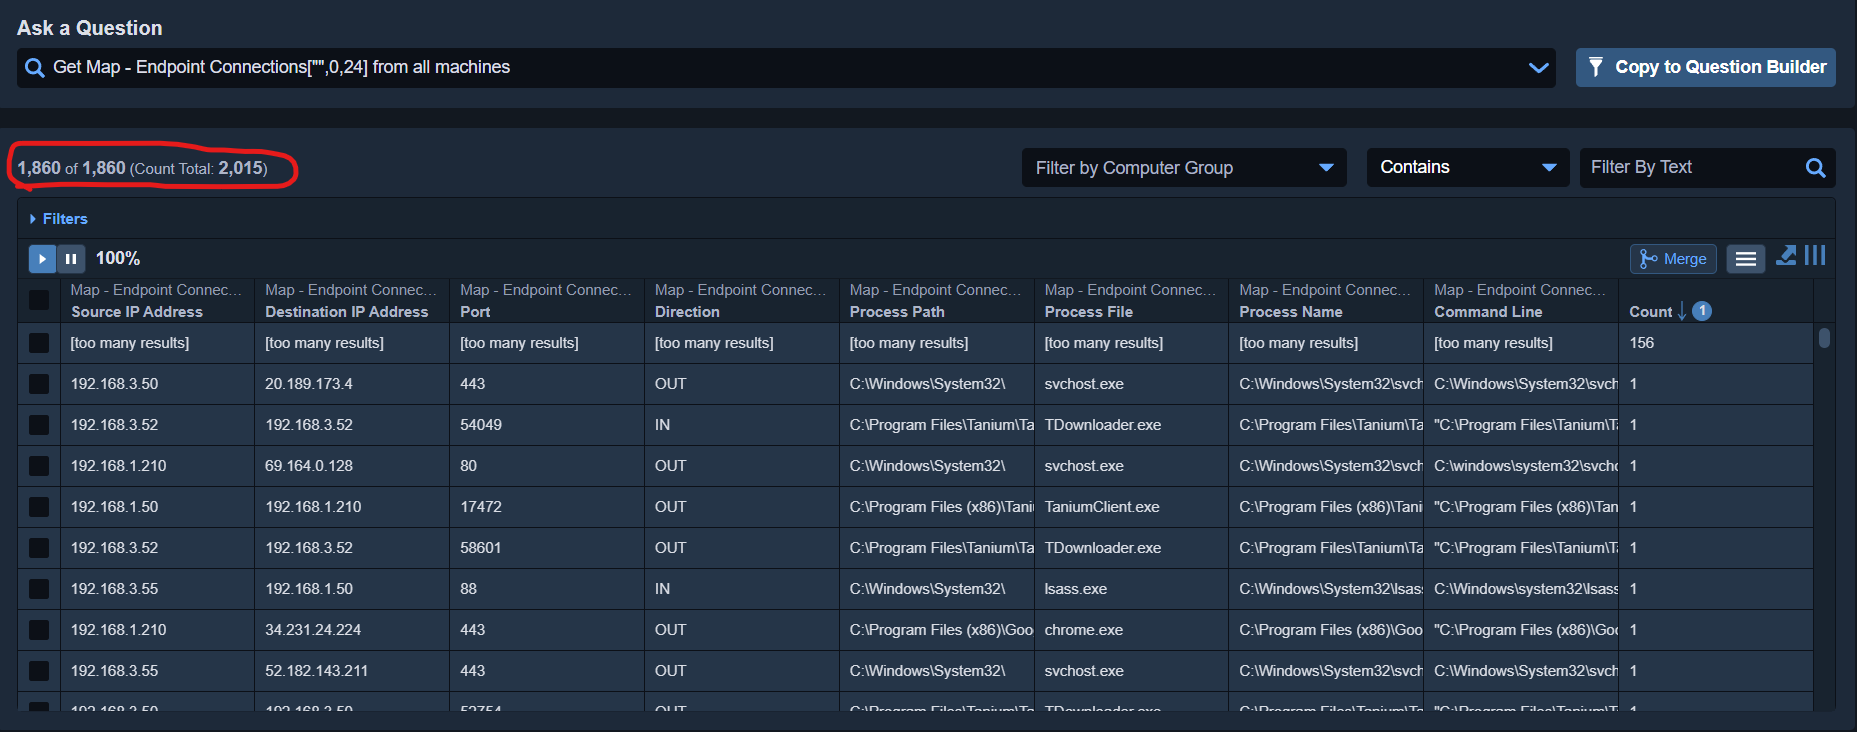 Ask a Question
Get Map - Endpoint Connections["",0,24] from all machines
Copy to Question Builder
1,860 of 1,860 (Count Total: 2,015)
Filter by Computer Group
Contains
Filter By Text
Filters
100%
Merge
Map - Endpoint Connec... Map - Endpoint Connec... Map - Endpoint Connec... Map - Endpoint Connec... Map - Endpoint Connec... Map - Endpoint Connec... Map - Endpoint Connec... Map - Endpoint Connec...
Source IP Address Destination IP Address Port Direction Process Path Process File Process Name Command Line Count 1
[too many results] [too many results] [too many results] [too many results] [too many results] [too many results] [too many results] [too many results] 156
192.168.3.50 20.189.173.4 443 OUT C:\Windows\System32\ svchost.exe C:\Windows\System32\svch C:\Windows\System32\svch 1
192.168.3.52 192.168.3.52 54049 IN C:\Program Files\Tanium\Ta TDownloader.exe C:\Program Files\Tanium\Ta "C:\Program Files\Tanium\T 1
192.168.1.210 69.164.0.128 80 OUT C:\Windows\System32\ svchost.exe C:\Windows\System32\svch C:\windows\system32\svcho 1
192.168.1.50 192.168.1.210 17472 OUT C:\Program Files (x86)\Tani TaniumClient.exe C:\Program Files (x86)\Tani "C:\Program Files (x86)\Tan 1
192.168.3.52 192.168.3.52 58601 OUT C:\Program Files\Tanium\Ta TDownloader.exe C:\Program Files\Tanium\Ta "C:\Program Files\Tanium\T 1
192.168.3.55 192.168.1.50 88 IN C:\Windows\System32\ lsass.exe C:\Windows\System32\lsas C:\Windows\system32\lsass 1
192.168.1.210 34.231.24.224 443 OUT C:\Program Files (x86)\Goo chrome.exe C:\Program Files (x86)\Goo "C:\Program Files (x86)\Goo 1
192.168.3.55 52.182.143.211 443 OUT C:\Windows\System32\ svchost.exe C:\Windows\System32\svch C:\Windows\System32\svch 1